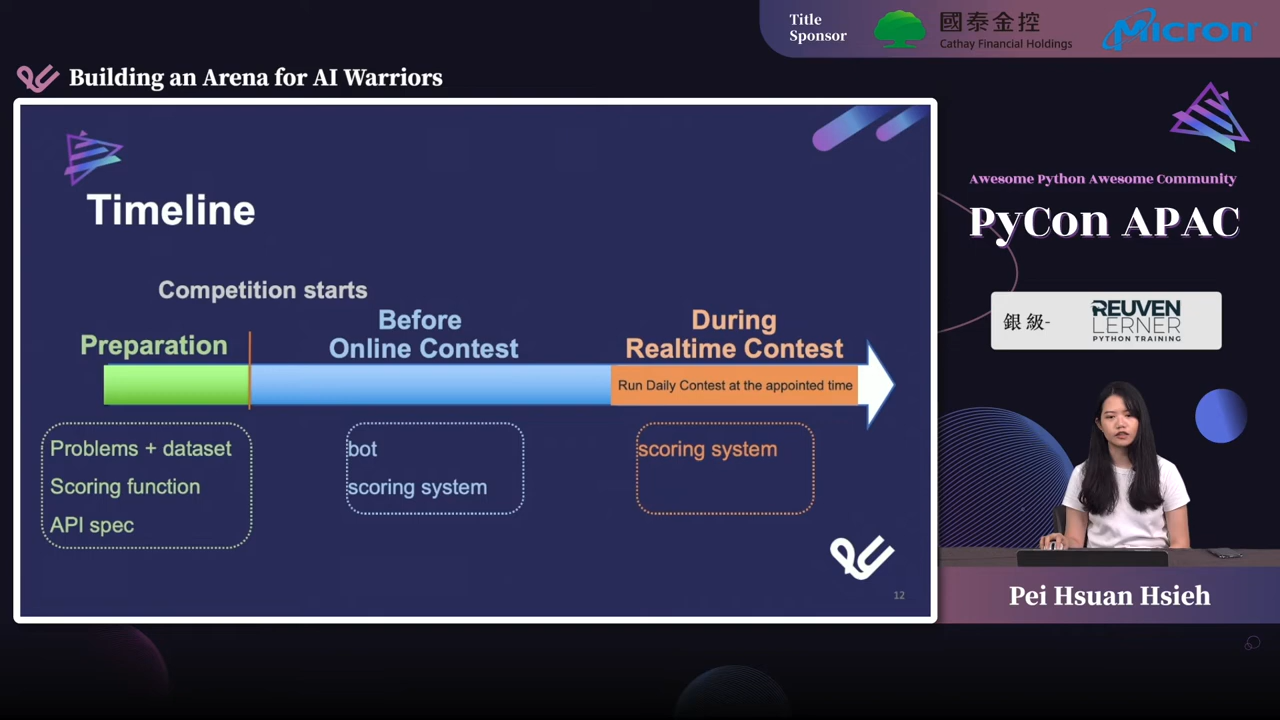 Title
Sponsor
國泰金控
Cathay Financial Holdings
Micron
Building an Arena for AI Warriors
Timeline
Competition starts
Preparation
Before
Online Contest
During
Realtime Contest
Run Daily Contest at the appointed time
Problems + dataset
Scoring function
API spec
bot
scoring system
scoring system
12
Awesome Python Awesome Community
PyCon APAC
銀級-
REUVEN
LERNER
PYTHON TRAINING
Pei Hsuan Hsieh